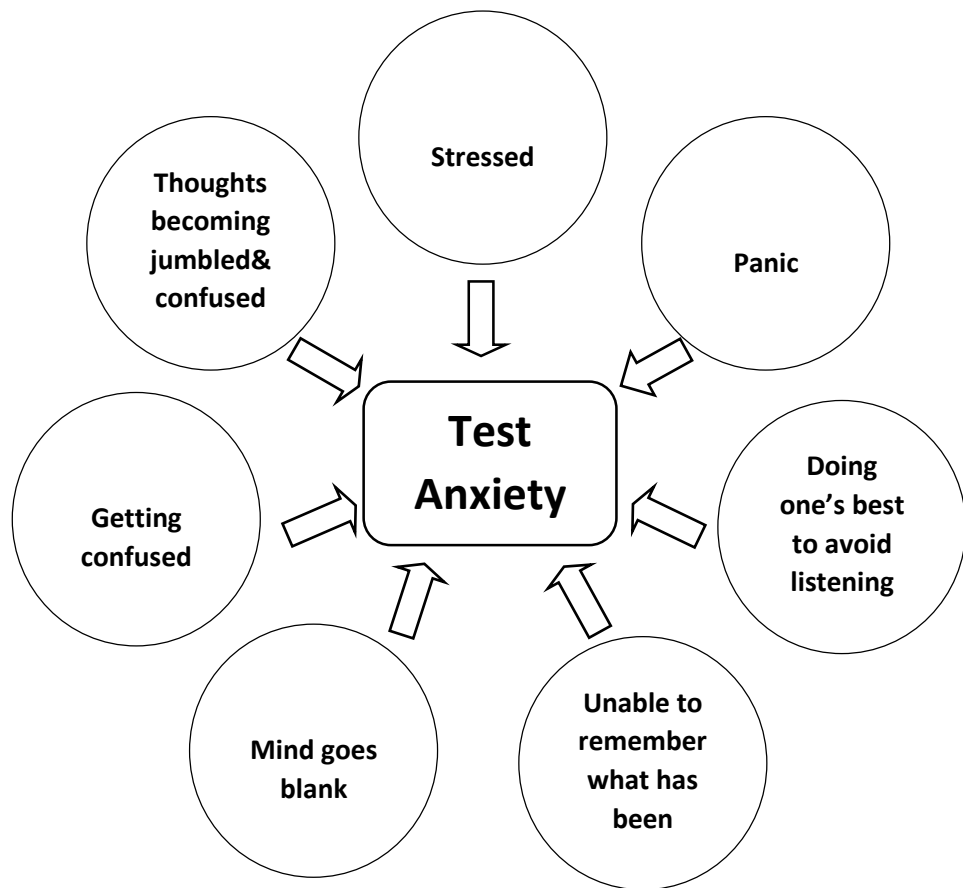 Stressed
Thoughts
becoming
jumbled&
confused
Panic
Test
Anxiety
Doing
one’s best
to avoid
listening
Getting
confused
Unable to
remember
what has
been
Mind goes
blank